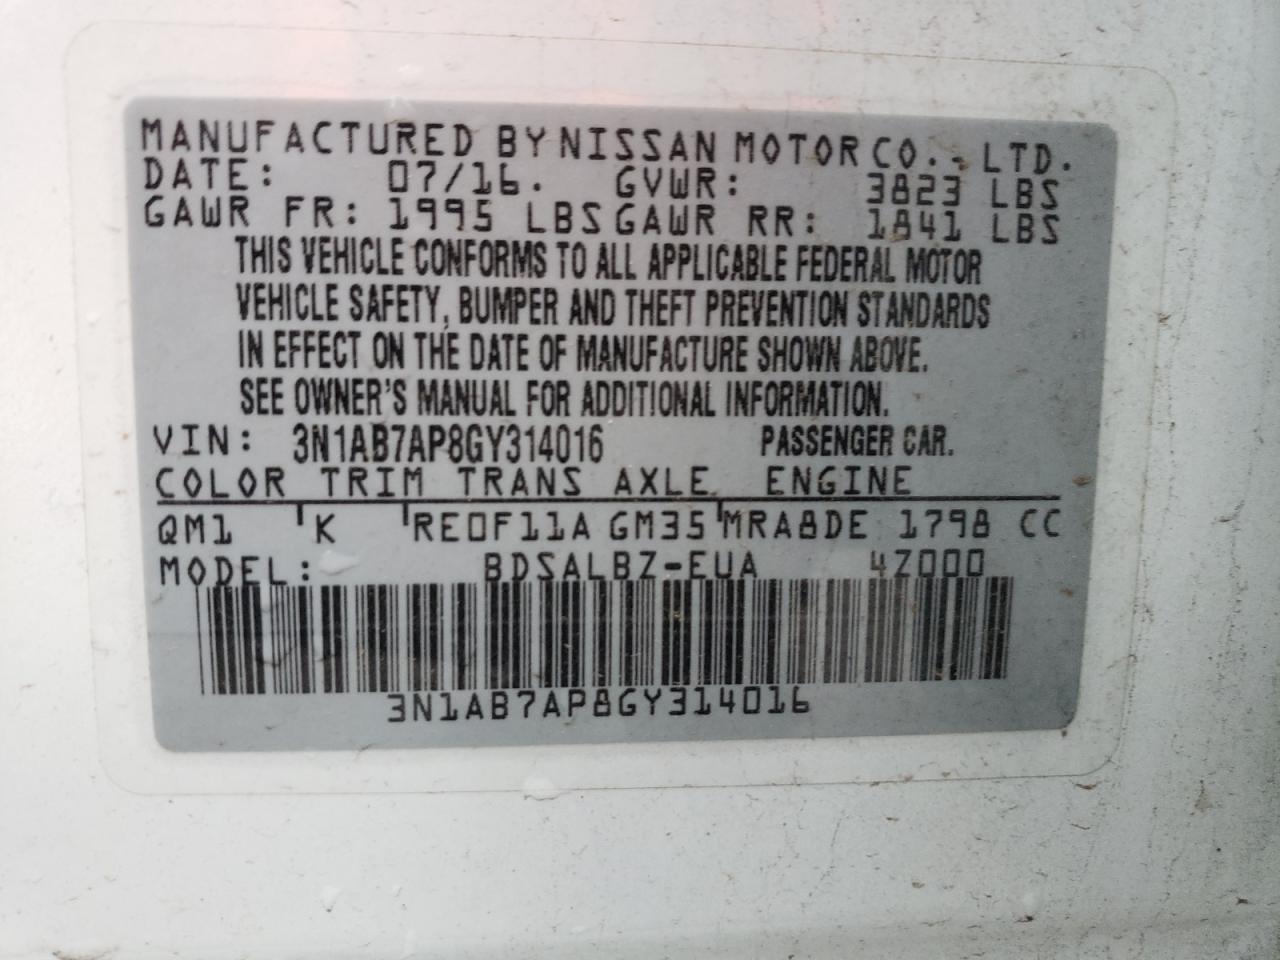 MANUFACTURED BY NISSAN MOTOR CO., LTD.
DATE: 07/16. GVWR: 3823 LBS
GAWR FR: 1995 LBS GAWR RR: 1841 LBS
THIS VEHICLE CONFORMS TO ALL APPLICABLE FEDERAL MOTOR
VEHICLE SAFETY, BUMPER AND THEFT PREVENTION STANDARDS
IN EFFECT ON THE DATE OF MANUFACTURE SHOWN ABOVE.
SEE OWNER'S MANUAL FOR ADDITIONAL INFORMATION.
VIN: 3N1AB7AP8GY314016 PASSENGER CAR.
COLOR TRIM TRANS AXLE ENGINE
QM1 K RE0F11A GM35 MRA8DE 1798 CC
MODEL: BDSALBZ-EUA 4Z000
3N1AB7AP8GY314016